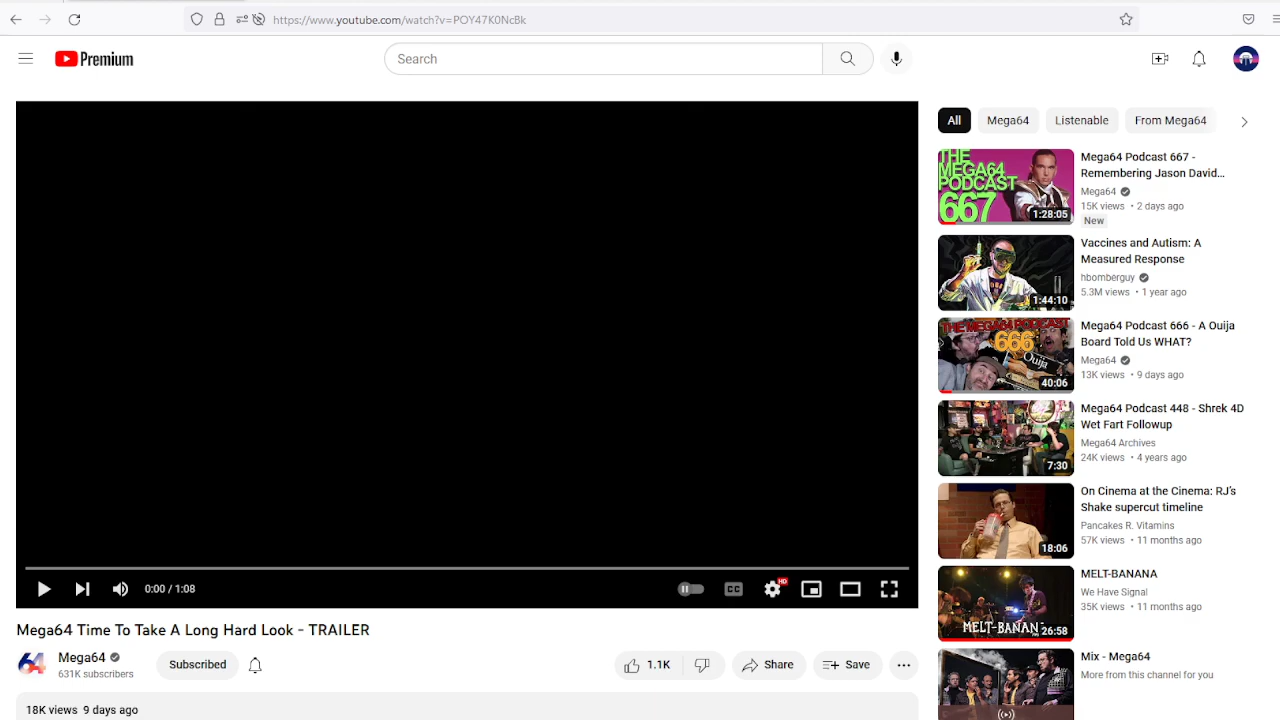 https://www.youtube.com/watch?v=POY47K0NcBk
Premium
Search
0:00 / 1:08
CC
HD
Mega64 Time To Take A Long Hard Look - TRAILER
64
Mega64
631K subscribers
Subscribed
1.1K
Share
Save
18K views 9 days ago
All
Mega64
Listenable
From Mega64
THE
MEGA64
PODCAST
667
1:28:05
Mega64 Podcast 667 -
Remembering Jason David...
Mega64
15K views • 2 days ago
New
1:44:10
Vaccines and Autism: A
Measured Response
hbomberguy
5.3M views • 1 year ago
THE MEGA64 PODCAST
666
Ouija
40:06
Mega64 Podcast 666 - A Ouija
Board Told Us WHAT?
Mega64
13K views • 9 days ago
7:30
Mega64 Podcast 448 - Shrek 4D
Wet Fart Followup
Mega64 Archives
24K views • 4 years ago
18:06
On Cinema at the Cinema: RJ's
Shake supercut timeline
Pancakes R. Vitamins
57K views • 11 months ago
MELT-BANAN
26:58
MELT-BANANA
We Have Signal
35K views • 11 months ago
Mix - Mega64
More from this channel for you